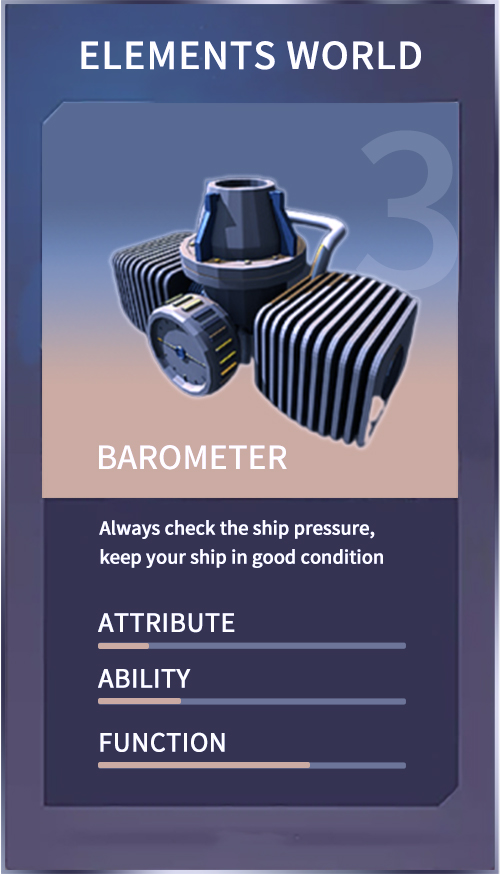 ELEMENTS WORLD
3
BAROMETER
Always check the ship pressure,
keep your ship in good condition
ATTRIBUTE
ABILITY
FUNCTION